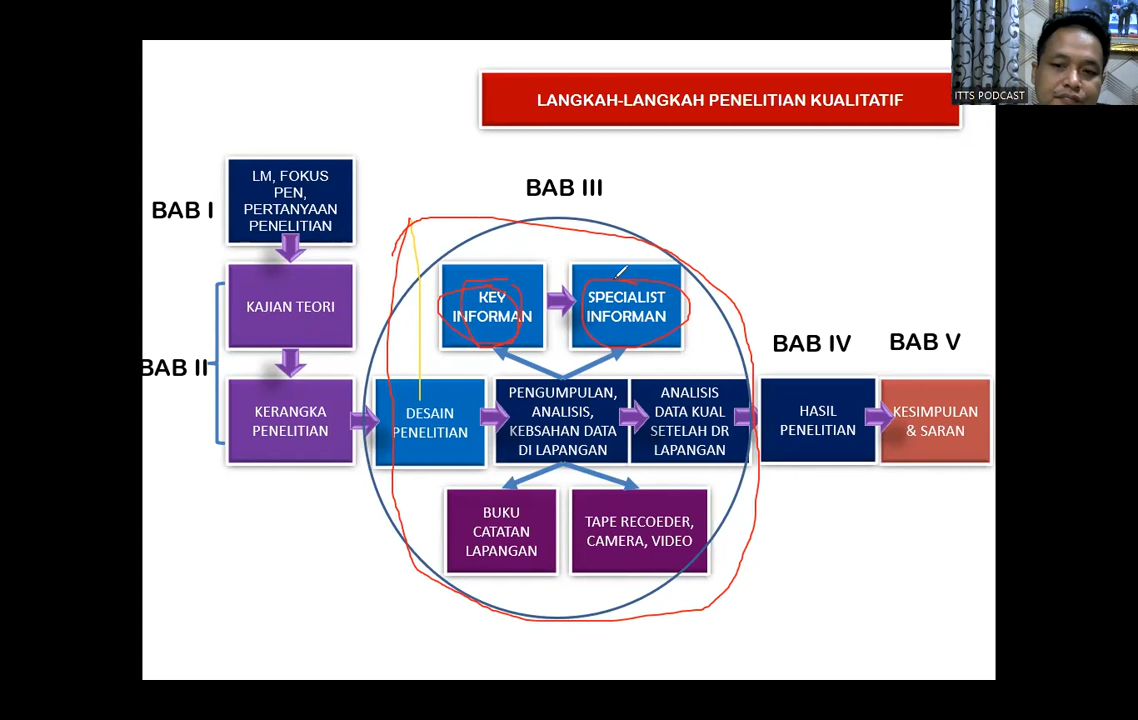 ITTS PODCAST
LANGKAH-LANGKAH PENELITIAN KUALITATIF
BAB I
LM, FOKUS
PEN,
PERTANYAAN
PENELITIAN
BAB II
KAJIAN TEORI
KERANGKA
PENELITIAN
BAB III
KEY
INFORMAN
SPECIALIST
INFORMAN
DESAIN
PENELITIAN
PENGUMPULAN,
ANALISIS,
KEBSAHAN DATA
DI LAPANGAN
ANALISIS
DATA KUAL
SETELAH DR
LAPANGAN
BUKU
CATATAN
LAPANGAN
TAPE RECOEDER,
CAMERA, VIDEO
BAB IV
HASIL
PENELITIAN
BAB V
KESIMPULAN
& SARAN